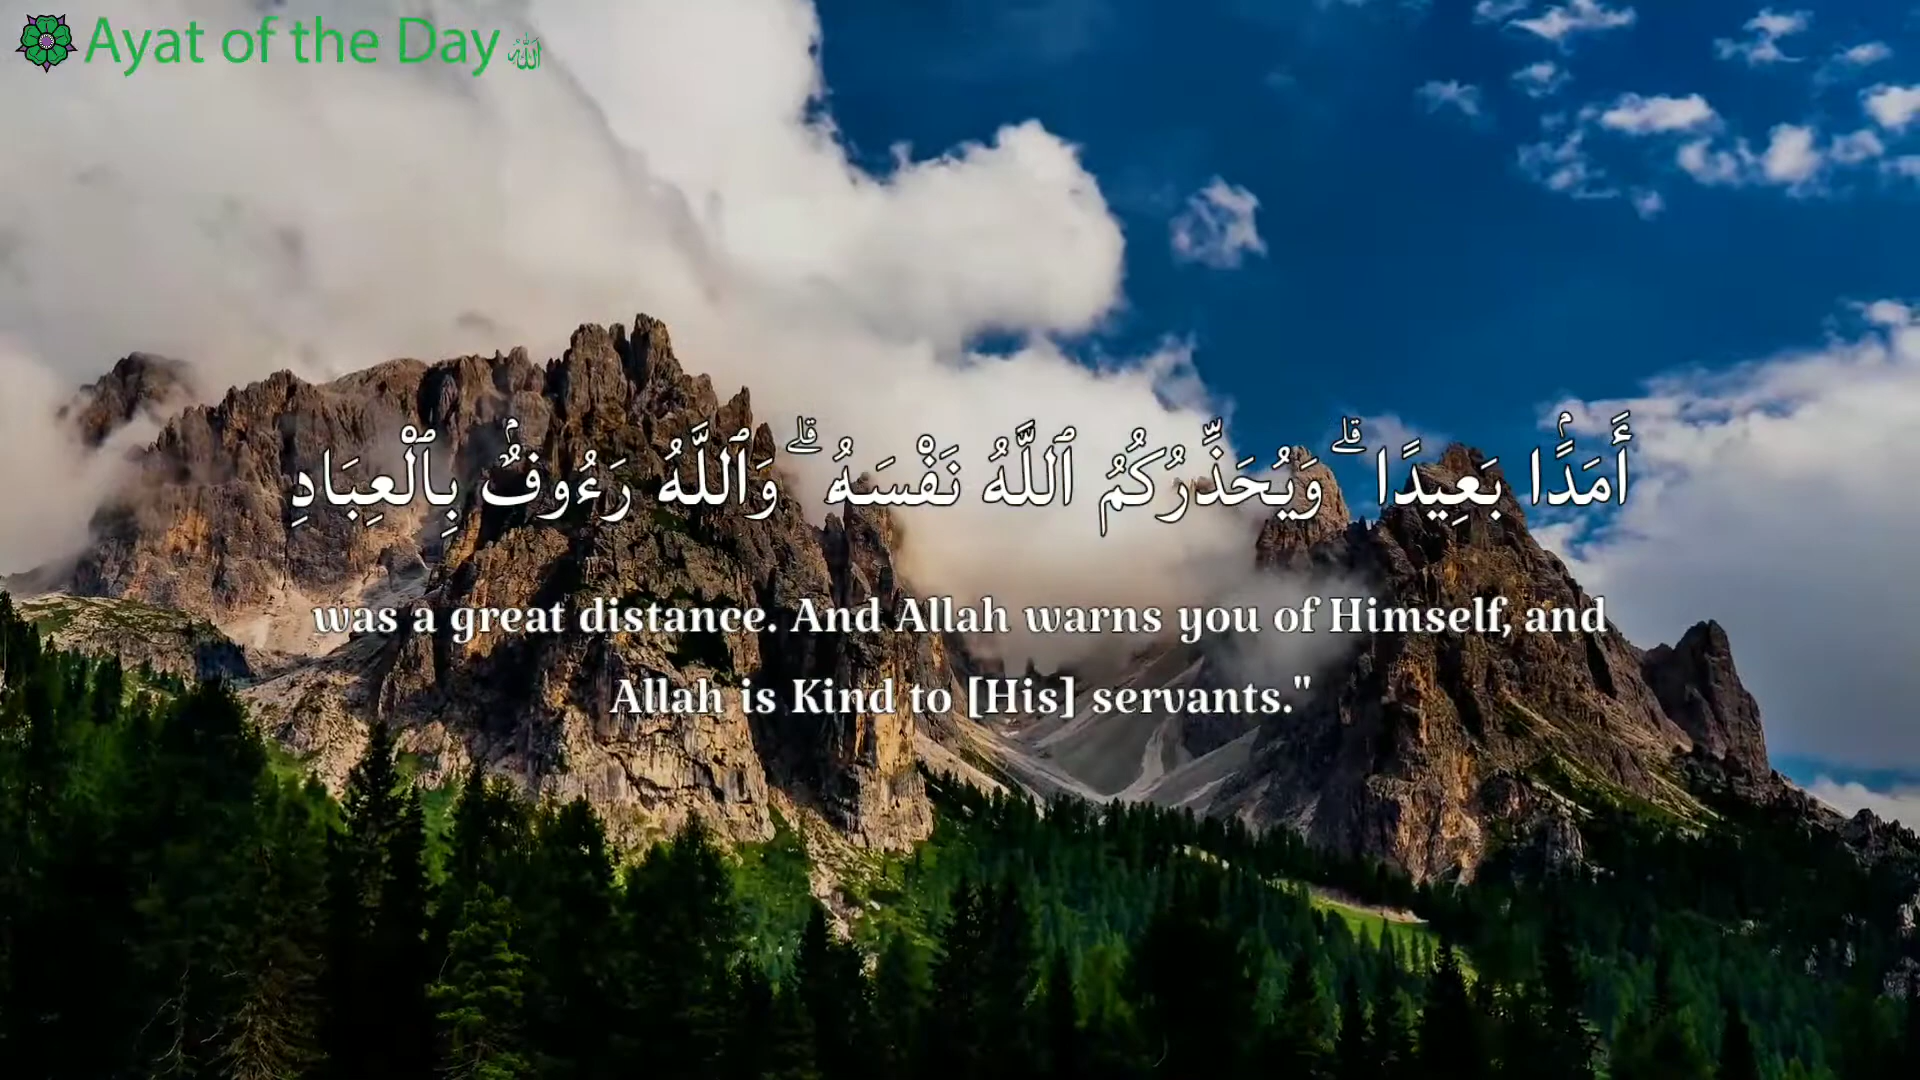 Ayat of the Day ﷲ
أَمَدًۢا بَعِيدًا ۗ وَيُحَذِّرُكُمُ ٱللَّهُ نَفْسَهُۥ ۗ وَٱللَّهُ رَءُوفٌۢ بِٱلْعِبَادِ
was a great distance. And Allah warns you of Himself, and
Allah is Kind to [His] servants."